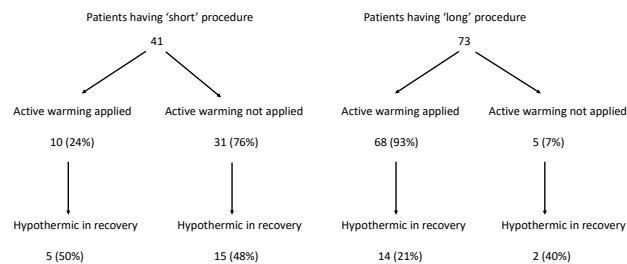 Patients having 'short' procedure
41
Patients having 'long' procedure
73
Active warming applied
10 (24%)
Active warming not applied
31 (76%)
Active warming applied
68 (93%)
Active warming not applied
5 (7%)
Hypothermic in recovery
5 (50%)
Hypothermic in recovery
15 (48%)
Hypothermic in recovery
14 (21%)
Hypothermic in recovery
2 (40%)